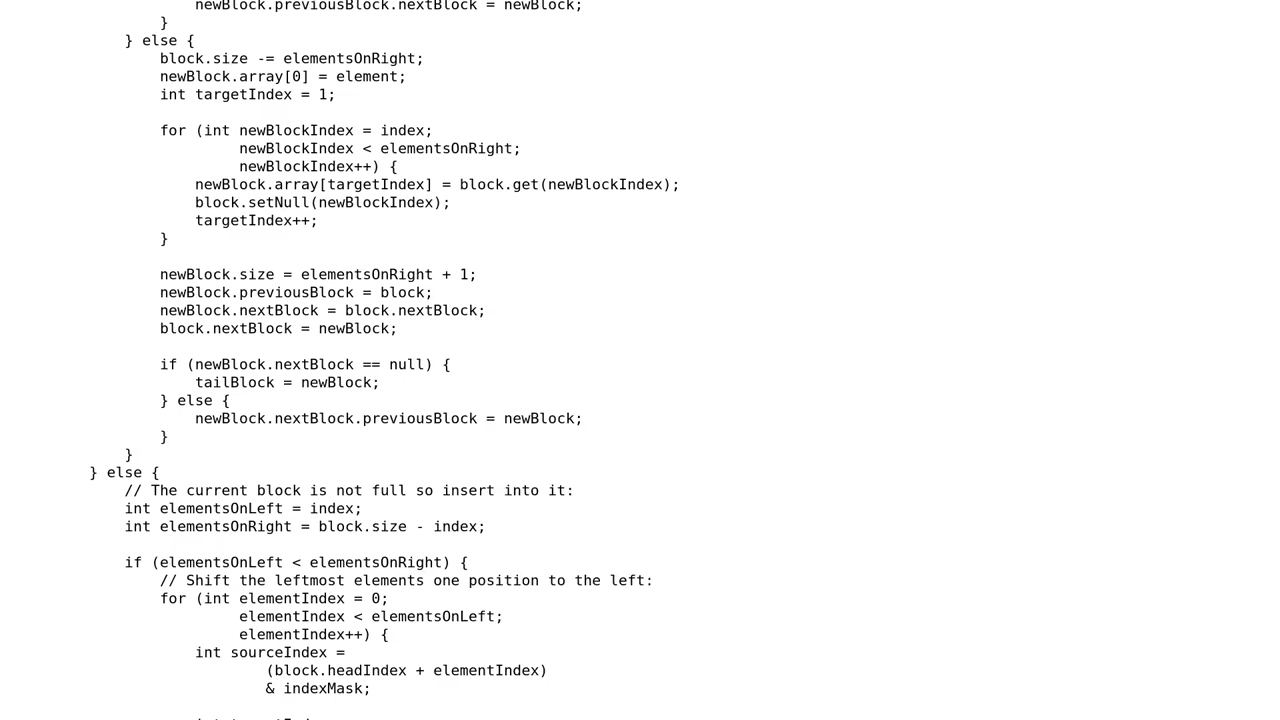 newBlock.previousBlock.nextBlock = newBlock;
}
} else {
block.size -= elementsOnRight;
newBlock.array[0] = element;
int targetIndex = 1;
for (int newBlockIndex = index;
newBlockIndex < elementsOnRight;
newBlockIndex++) {
newBlock.array[targetIndex] = block.get(newBlockIndex);
block.setNull(newBlockIndex);
targetIndex++;
}
newBlock.size = elementsOnRight + 1;
newBlock.previousBlock = block;
newBlock.nextBlock = block.nextBlock;
block.nextBlock = newBlock;
if (newBlock.nextBlock == null) {
tailBlock = newBlock;
} else {
newBlock.nextBlock.previousBlock = newBlock;
}
}
} else {
// The current block is not full so insert into it:
int elementsOnLeft = index;
int elementsOnRight = block.size - index;
if (elementsOnLeft < elementsOnRight) {
// Shift the leftmost elements one position to the left:
for (int elementIndex = 0;
elementIndex < elementsOnLeft;
elementIndex++) {
int sourceIndex =
(block.headIndex + elementIndex)
& indexMask;